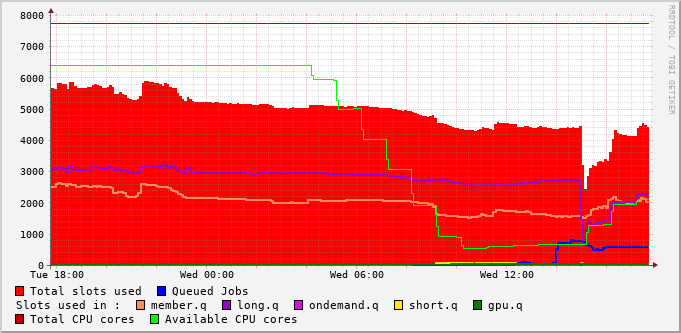 8000
7000
6000
5000
4000
3000
2000
1000
0
Tue 18:00 Wed 00:00 Wed 06:00 Wed 12:00
Total slots used Queued Jobs
Slots used in : member.q long.q ondemand.q short.q gpu.q
Total CPU cores Available CPU cores
RRDTOOL / TOBI OETIKER